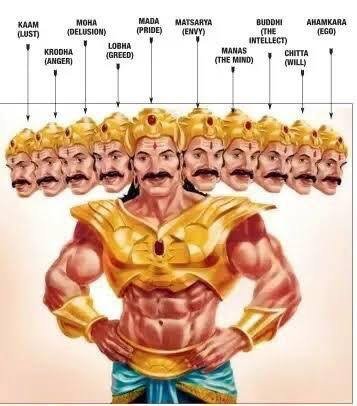 KAAM
(LUST)
KRODHA
(ANGER)
MOHA
(DELUSION)
LOBHA
(GREED)
MADA
(PRIDE)
MATSARYA
(ENVY)
MANAS
(THE MIND)
BUDDHI
(THE
INTELLECT)
CHITTA
(WILL)
AHAMKARA
(EGO)